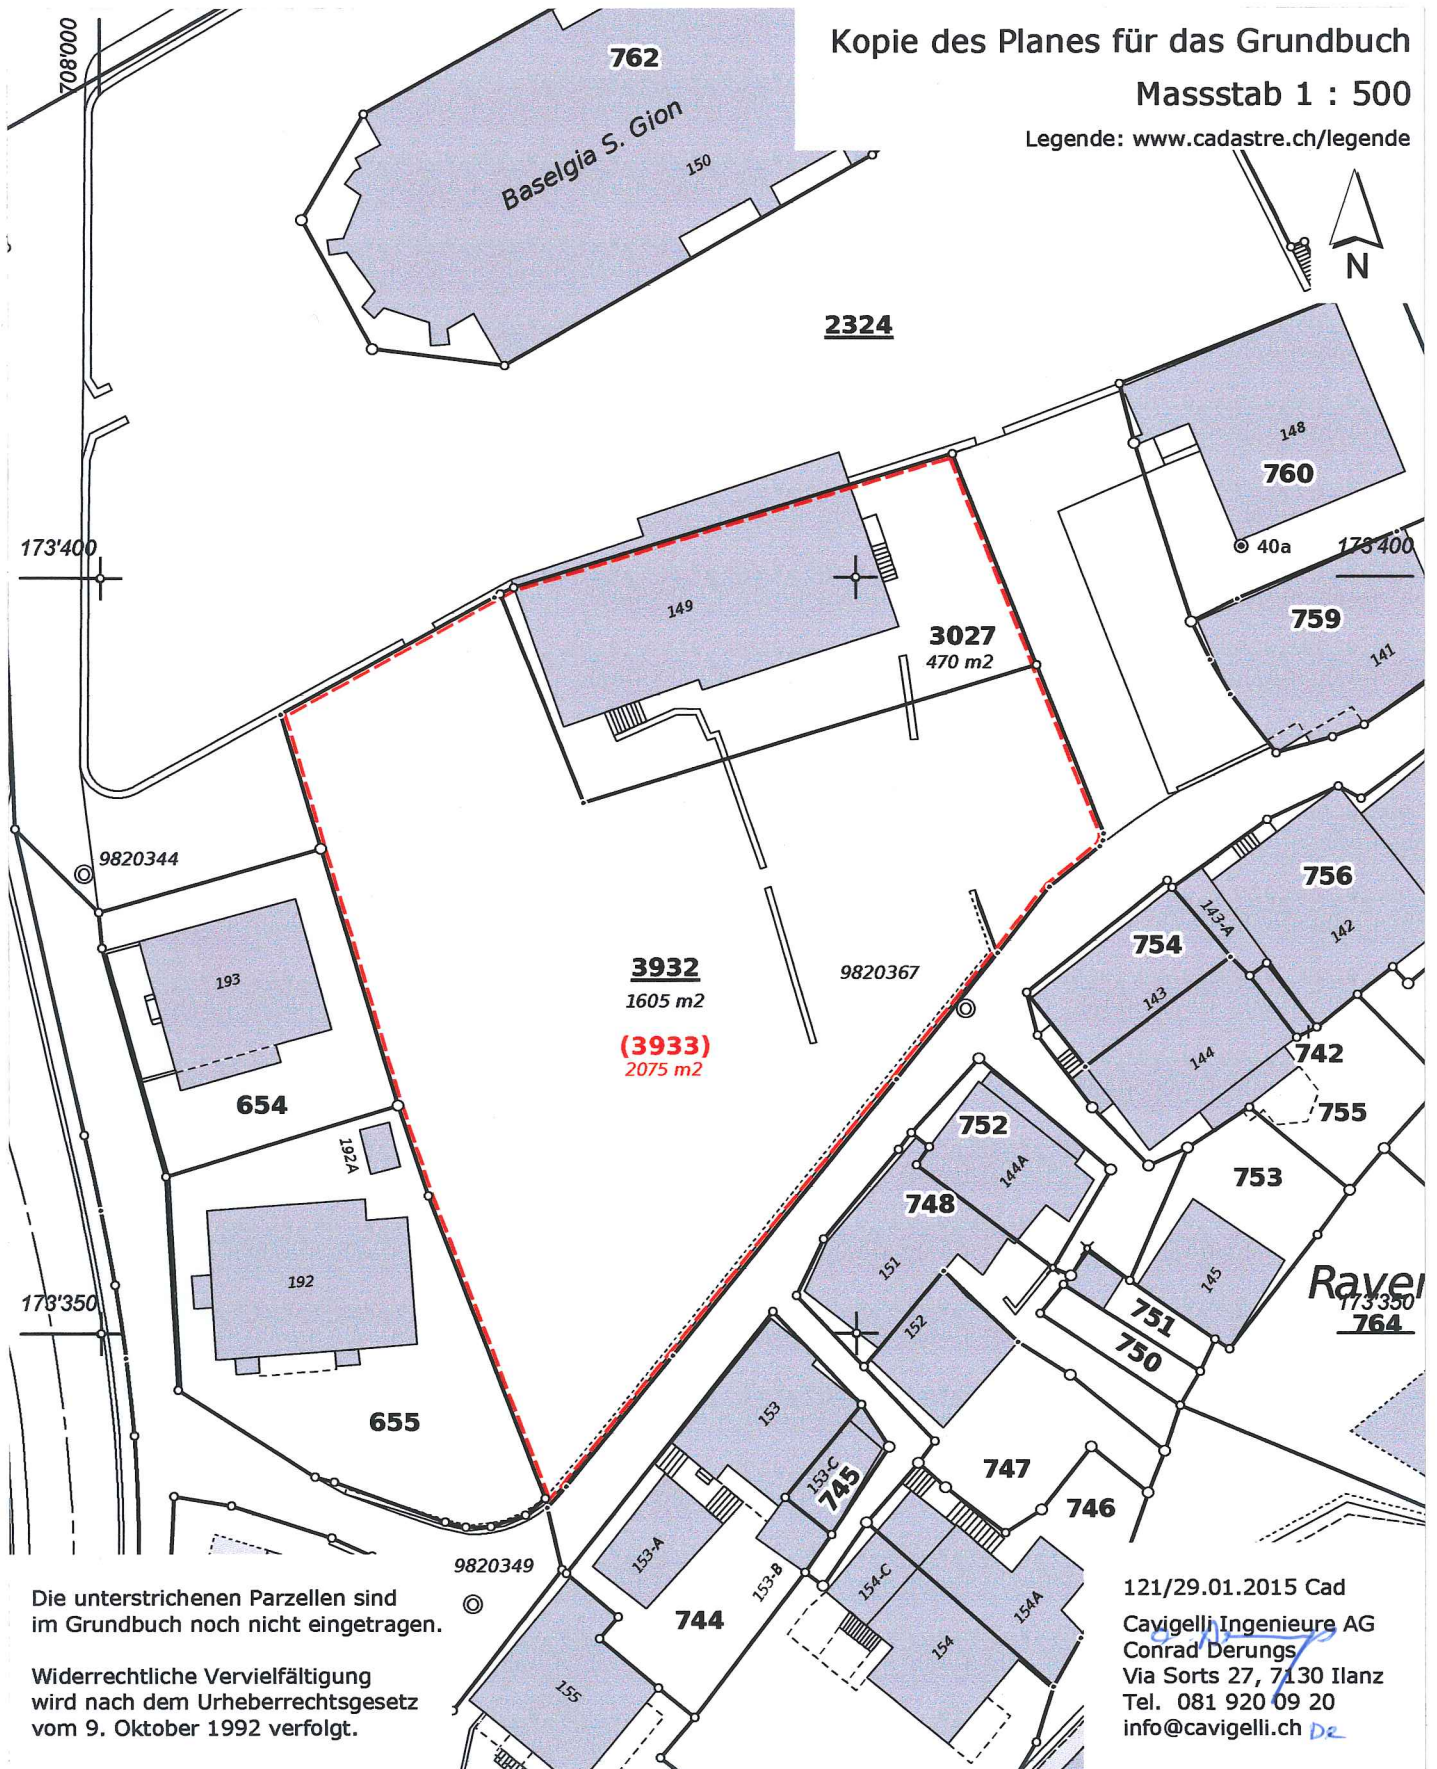 708'000
762
Baselgia S. Gion
150
Kopie des Planes für das Grundbuch
Massstab 1 : 500
Legende: www.cadastre.ch/legende
N
2324
148
760
173'400
40a
173'400
149
3027
470 m2
759
141
9820344
193
3932
1605 m2
(3933)
2075 m2
9820367
756
142
143-A
754
143
144
742
755
654
192A
752
144A
753
748
151
145
192
173'350
Raver
173'350
764
751
750
152
153
655
153-C
745
747
746
9820349
153-A
153-B
154-C
154A
744
154
155
Die unterstrichenen Parzellen sind
im Grundbuch noch nicht eingetragen.
Widerrechtliche Vervielfältigung
wird nach dem Urheberrechtsgesetz
vom 9. Oktober 1992 verfolgt.
121/29.01.2015 Cad
Cavigelli Ingenieure AG
Conrad Derungs
Via Sorts 27, 7130 Ilanz
Tel. 081 920 09 20
info@cavigelli.ch